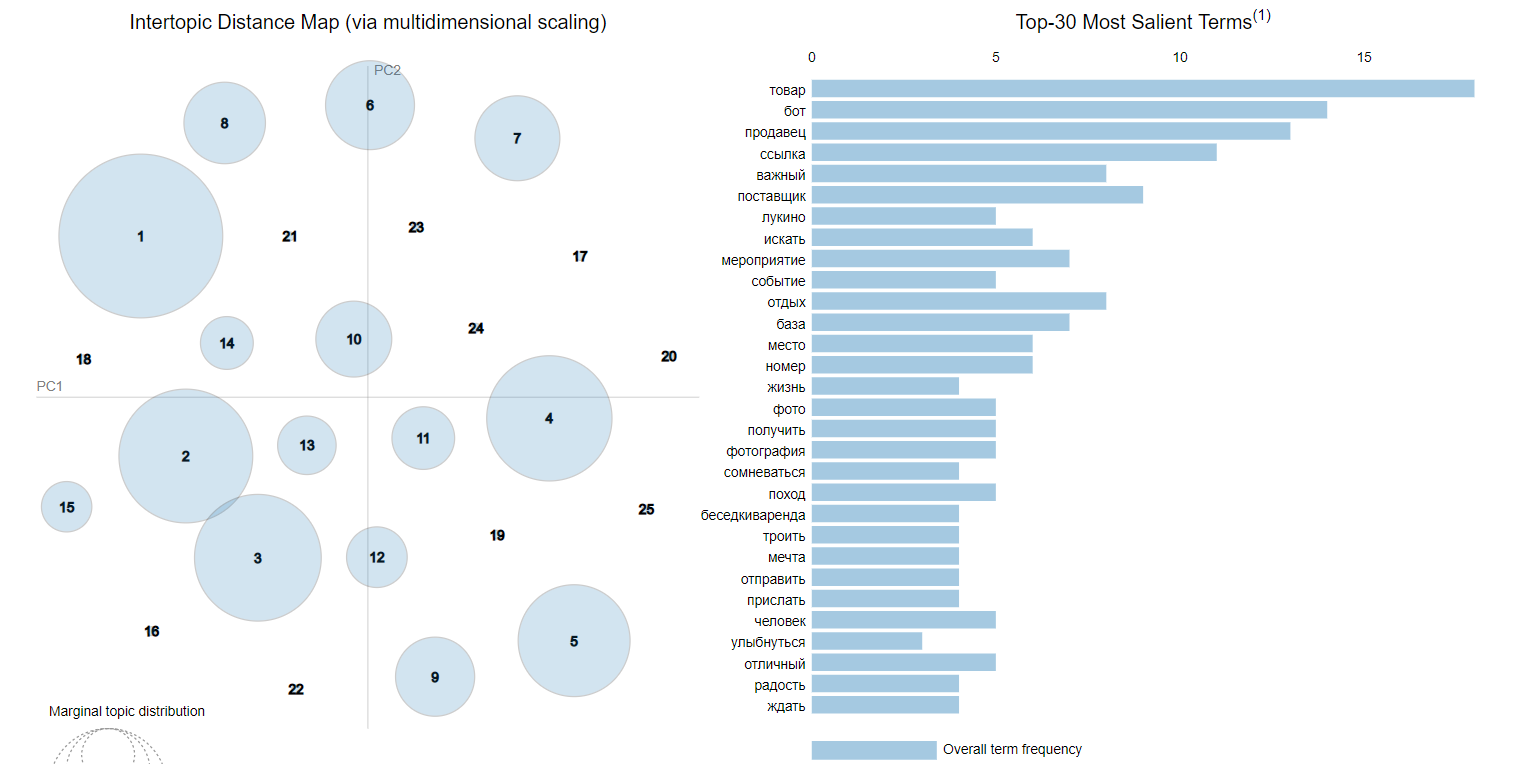 Intertopic Distance Map (via multidimensional scaling)
PC2
6
8
7
1
21
23
17
14
10
24
18
20
PC1
4
11
13
2
15
25
19
3
12
16
5
9
22
Marginal topic distribution
Top-30 Most Salient Terms(1)
0 5 10 15
товар
бот
продавец
ссылка
важный
поставщик
лукино
искать
мероприятие
событие
отдых
база
место
номер
жизнь
фото
получить
фотография
сомневаться
поход
беседкиваренда
троить
мечта
отправить
прислать
человек
улыбнуться
отличный
радость
ждать
Overall term frequency